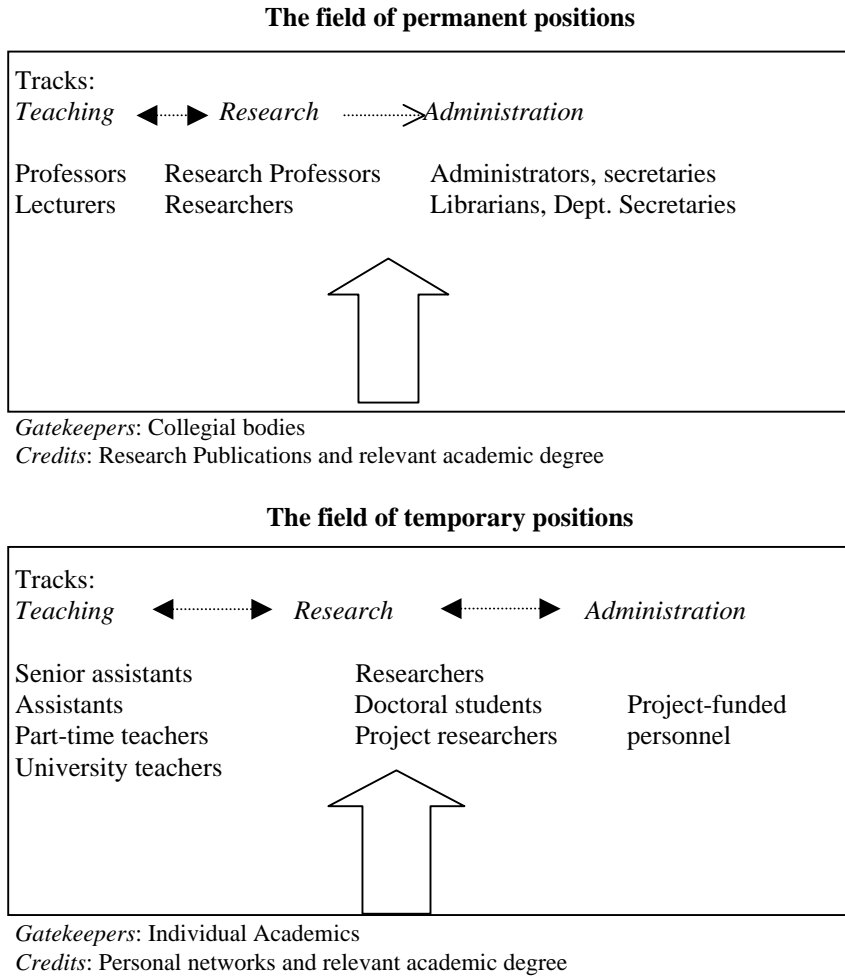 The field of permanent positions
Tracks:
Teaching Research Administration
Professors Research Professors Administrators, secretaries
Lecturers Researchers Librarians, Dept. Secretaries
Gatekeepers: Collegial bodies
Credits: Research Publications and relevant academic degree
The field of temporary positions
Tracks:
Teaching Research Administration
Senior assistants Researchers
Assistants Doctoral students Project-funded
Part-time teachers Project researchers personnel
University teachers
Gatekeepers: Individual Academics
Credits: Personal networks and relevant academic degree